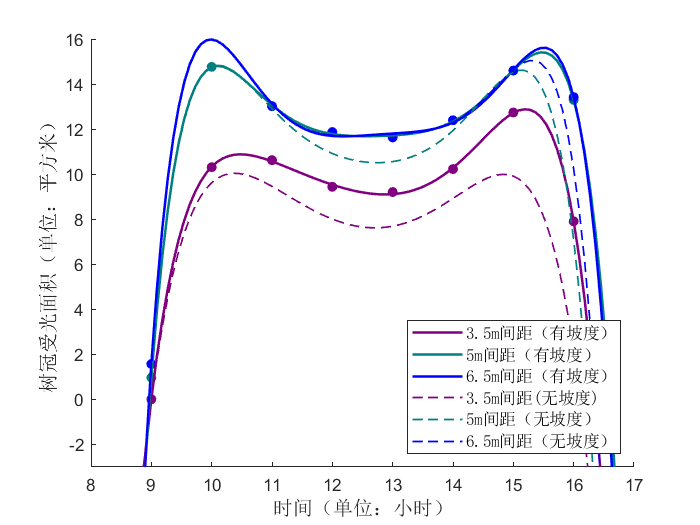 树冠受光面积（单位：平方米）
16
14
12
10
8
6
4
2
0
-2
8
9
10
11
12
13
14
15
16
17
时间（单位：小时）
3.5m间距（有坡度）
5m间距（有坡度）
6.5m间距（有坡度）
3.5m间距(无坡度)
5m间距（无坡度）
6.5m间距（无坡度）